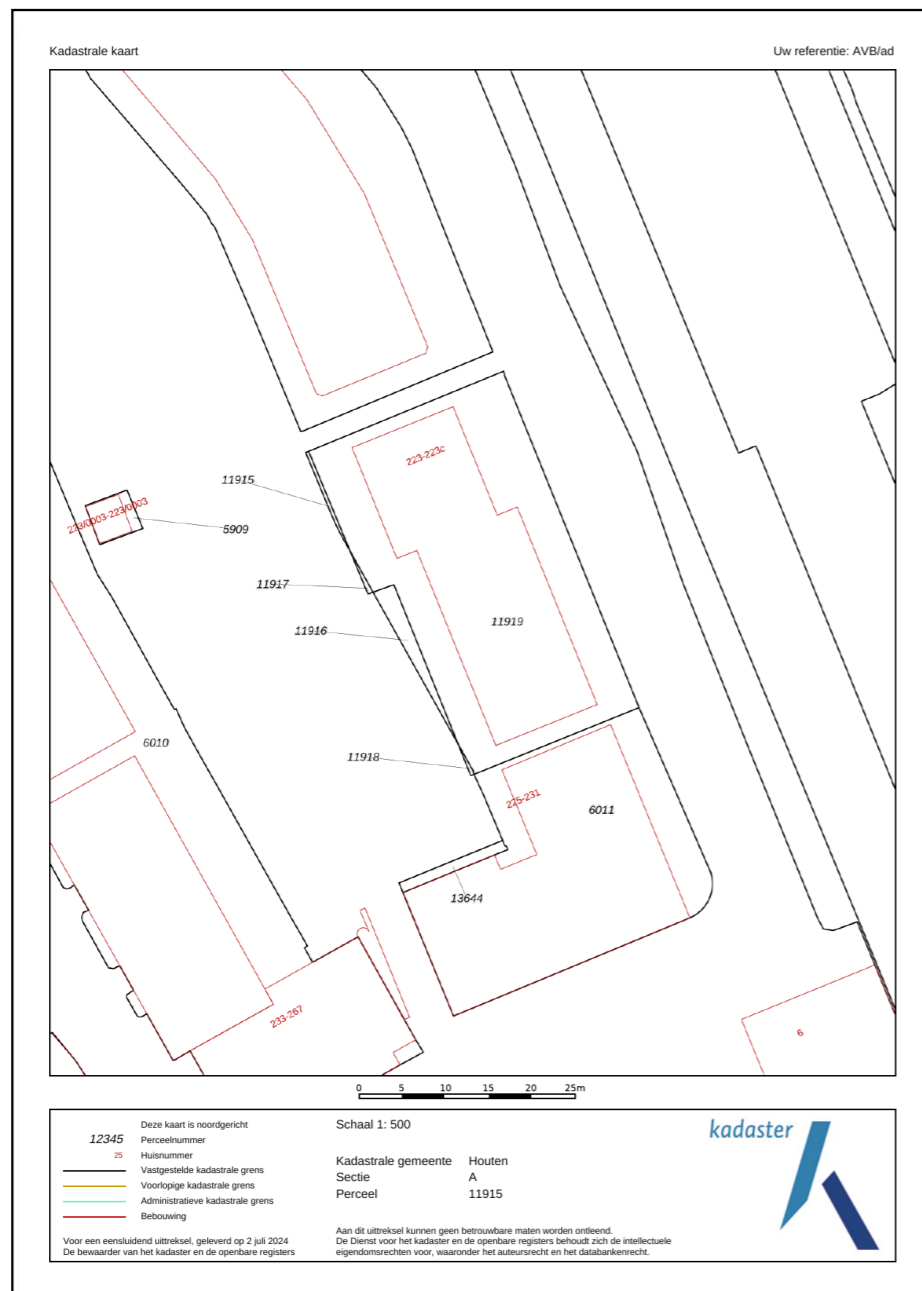 Kadastrale kaart
Uw referentie: AVB/ad
223-223c
11915
233/0003-223/0003
5909
11917
11919
11916
6010
11918
225-231
6011
13644
233-267
6
0 5 10 15 20 25m
Deze kaart is noordgericht
12345 Perceelnummer
25 Huisnummer
Vastgestelde kadastrale grens
Voorlopige kadastrale grens
Administratieve kadastrale grens
Bebouwing
Voor een eensluidend uittreksel, geleverd op 2 juli 2024
De bewaarder van het kadaster en de openbare registers
Schaal 1: 500
Kadastrale gemeente Houten
Sectie A
Perceel 11915
Aan dit uittreksel kunnen geen betrouwbare maten worden ontleend.
De Dienst voor het kadaster en de openbare registers behoudt zich de intellectuele
eigendomsrechten voor, waaronder het auteursrecht en het databankenrecht.
kadaster